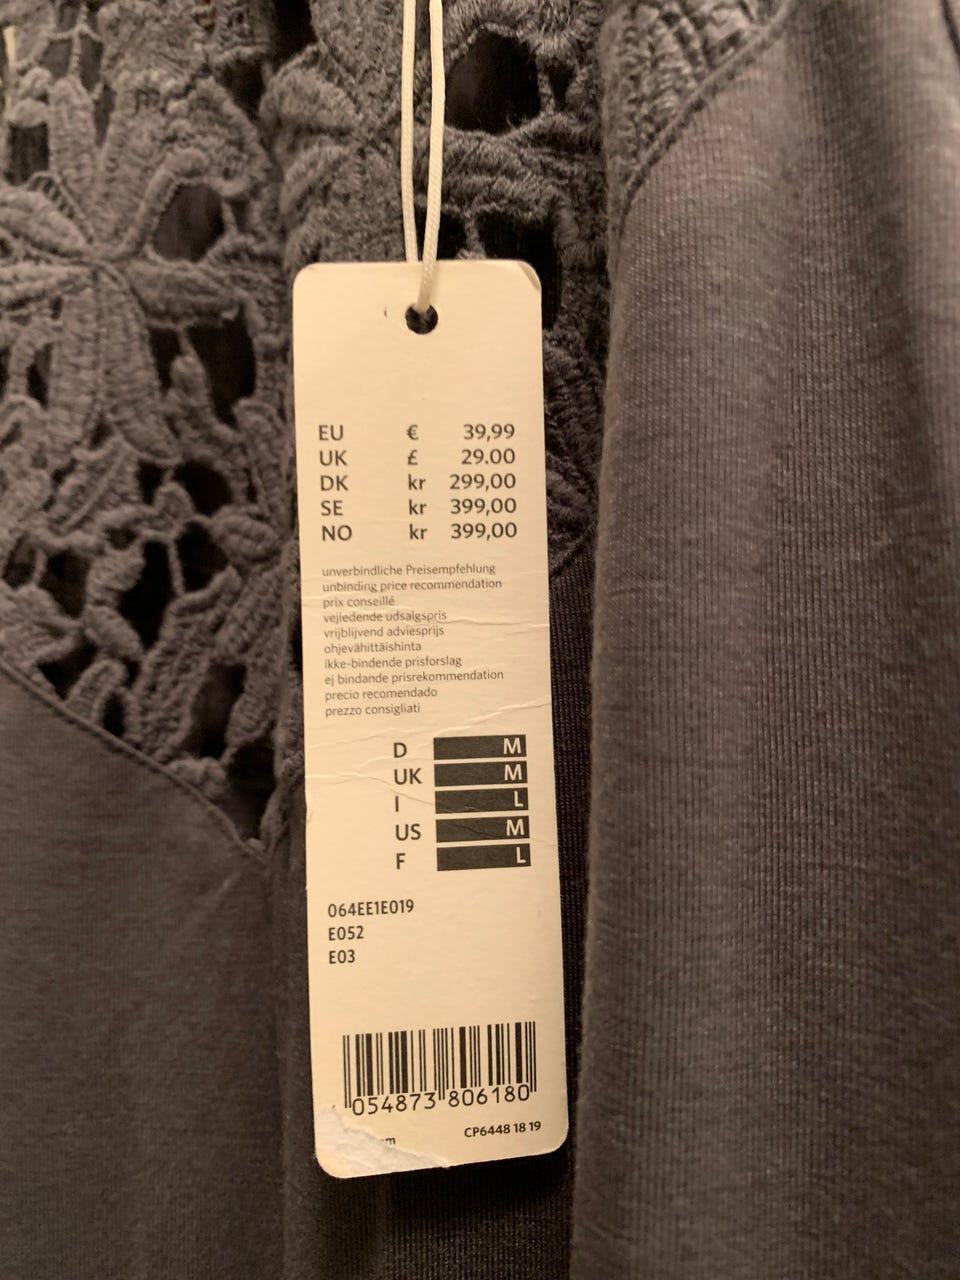 EU € 39,99
UK £ 29.00
DK kr 299,00
SE kr 399,00
NO kr 399,00
unverbindliche Preisempfehlung
unbinding price recommendation
prix conseillé
vejledende udsalgspris
vrijblijvend adviesprijs
ohjevähittäishinta
ikke-bindende prisforslag
ej bindande prisrekommendation
precio recomendado
prezzo consigliati
D M
UK M
I L
US M
F L
064EE1E019
E052
E03
054873 806180
CP6448 18 19